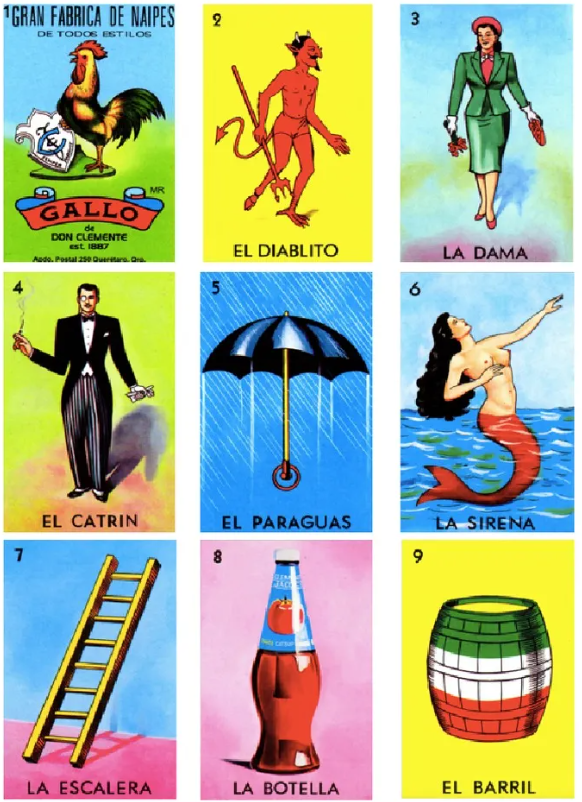 1
GRAN FABRICA DE NAIPES
DE TODOS ESTILOS
MR
GALLO
de
DON CLEMENTE
est. 1887
Apdo. Postal 250 Querétaro, Qro.
2
EL DIABLITO
3
LA DAMA
4
EL CATRIN
5
EL PARAGUAS
6
LA SIRENA
7
LA ESCALERA
8
LA BOTELLA
9
EL BARRIL